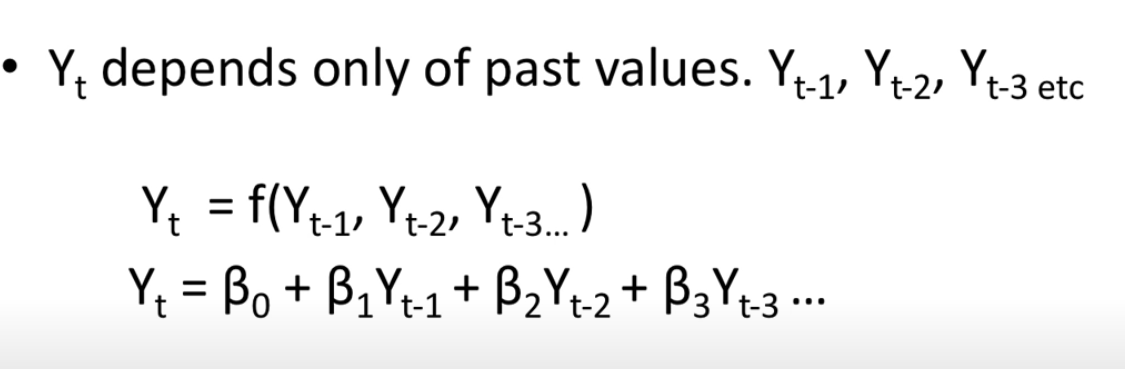 • Yₜ depends only of past values. Yₜ₋₁, Yₜ₋₂, Yₜ₋₃ etc
Yₜ = f(Yₜ₋₁, Yₜ₋₂, Yₜ₋₃... )
Yₜ = β₀ + β₁Yₜ₋₁ + β₂Yₜ₋₂ + β₃Yₜ₋₃ ...